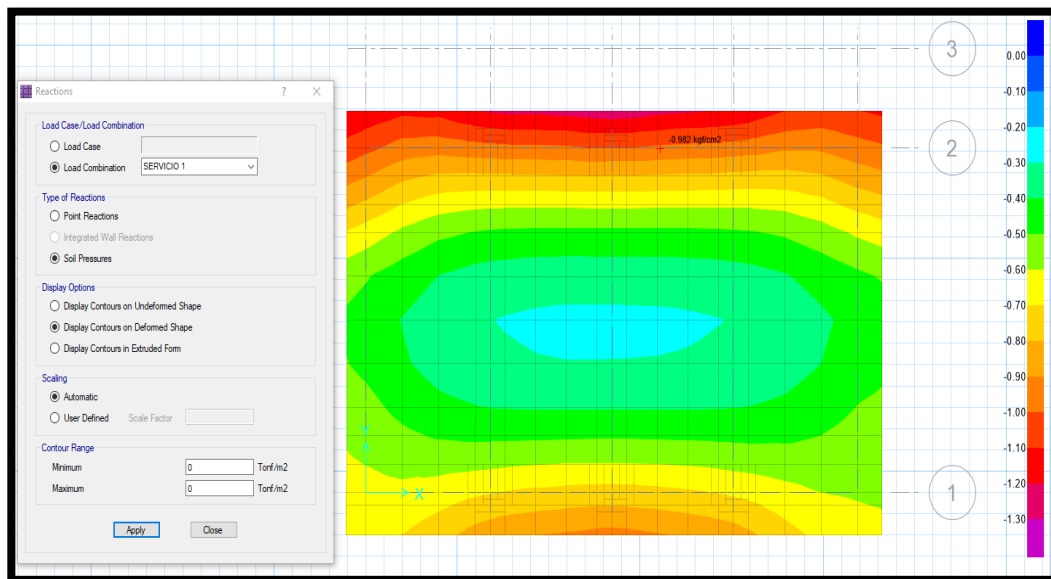 Reactions
? X
Load Case/Load Combination
Load Case
Load Combination SERVICIO 1
Type of Reactions
Point Reactions
Integrated Wall Reactions
Soil Pressures
Display Options
Display Contours on Undeformed Shape
Display Contours on Deformed Shape
Display Contours in Extruded Form
Scaling
Automatic
User Defined Scale Factor
Contour Range
Minimum 0 Tonf/m2
Maximum 0 Tonf/m2
Apply Close
-0.982 kgf/cm2
X
3
2
1
0.00
-0.10
-0.20
-0.30
-0.40
-0.50
-0.60
-0.70
-0.80
-0.90
-1.00
-1.10
-1.20
-1.30